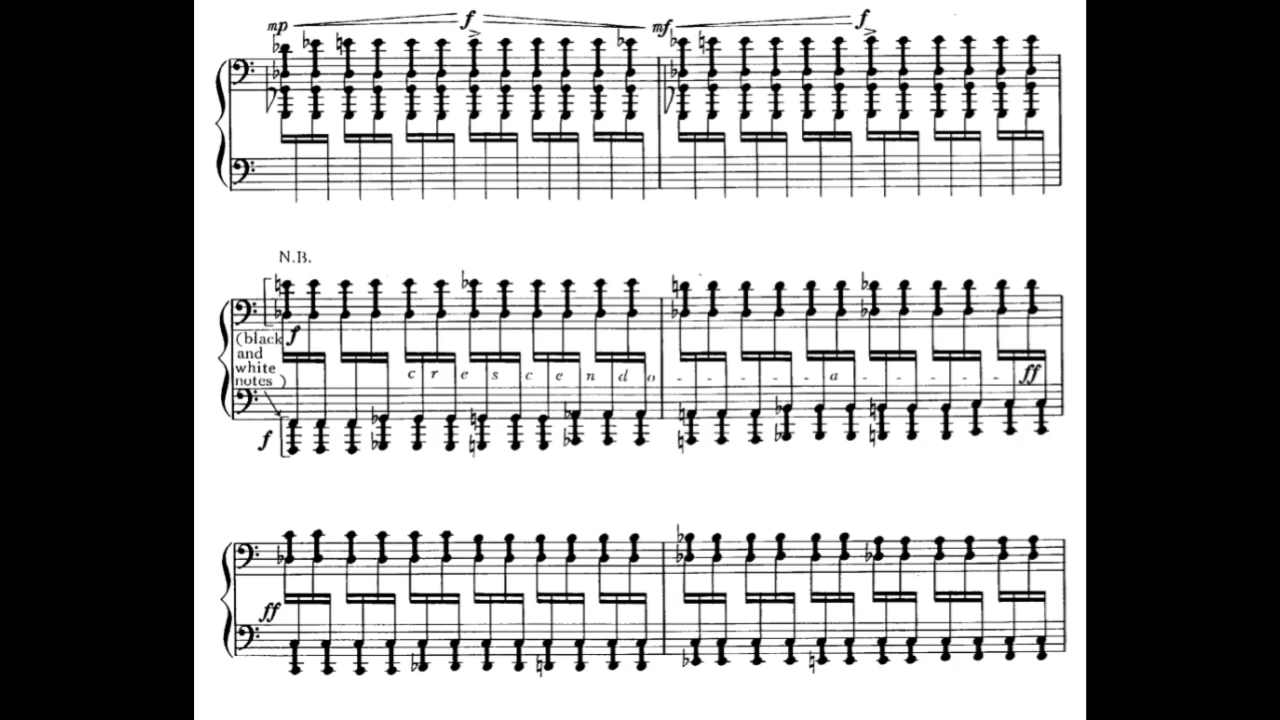 mp f mf f
N.B.
f
(black
and
white
notes )
c r e s c e n d o - - - - - a - - - - - ff
f
ff